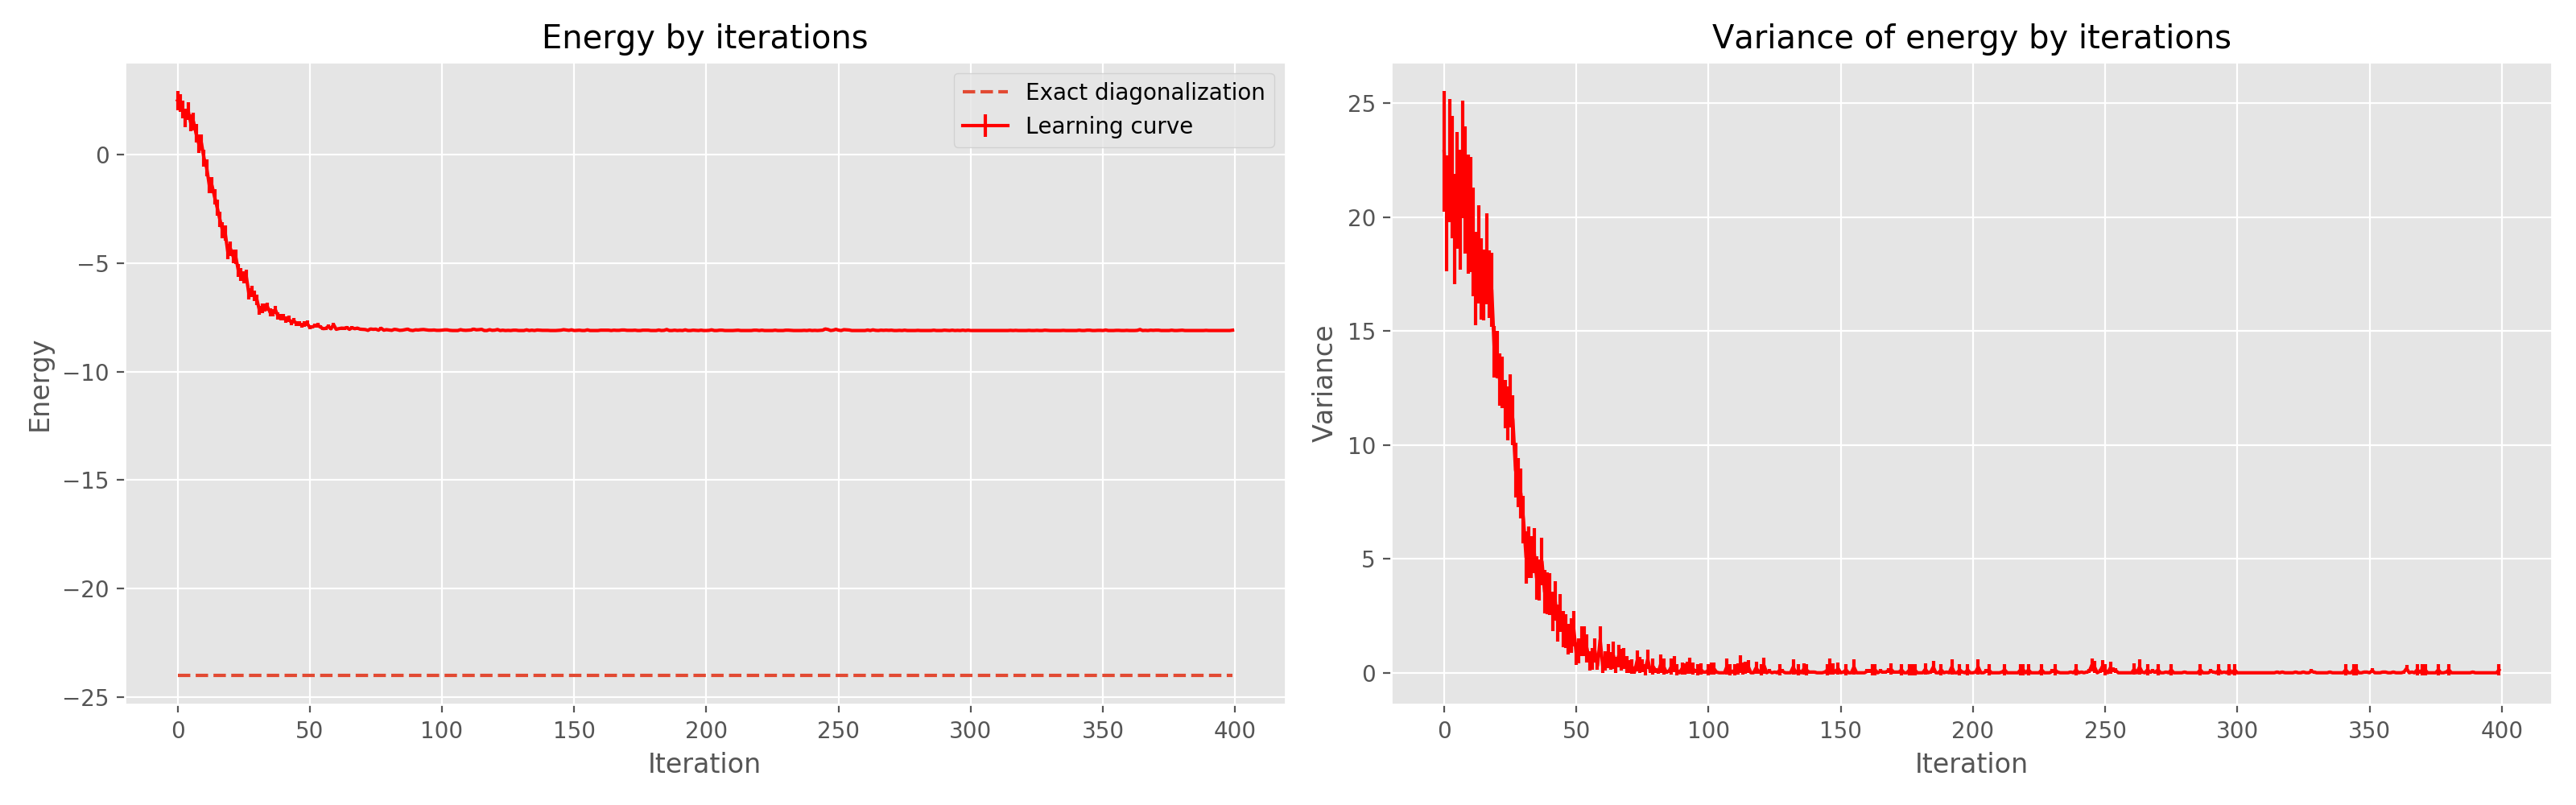 Energy by iterations
Exact diagonalization
Learning curve
0
−5
−10
−15
−20
−25
Energy
0 50 100 150 200 250 300 350 400
Iteration
Variance of energy by iterations
25
20
15
10
5
0
Variance
0 50 100 150 200 250 300 350 400
Iteration